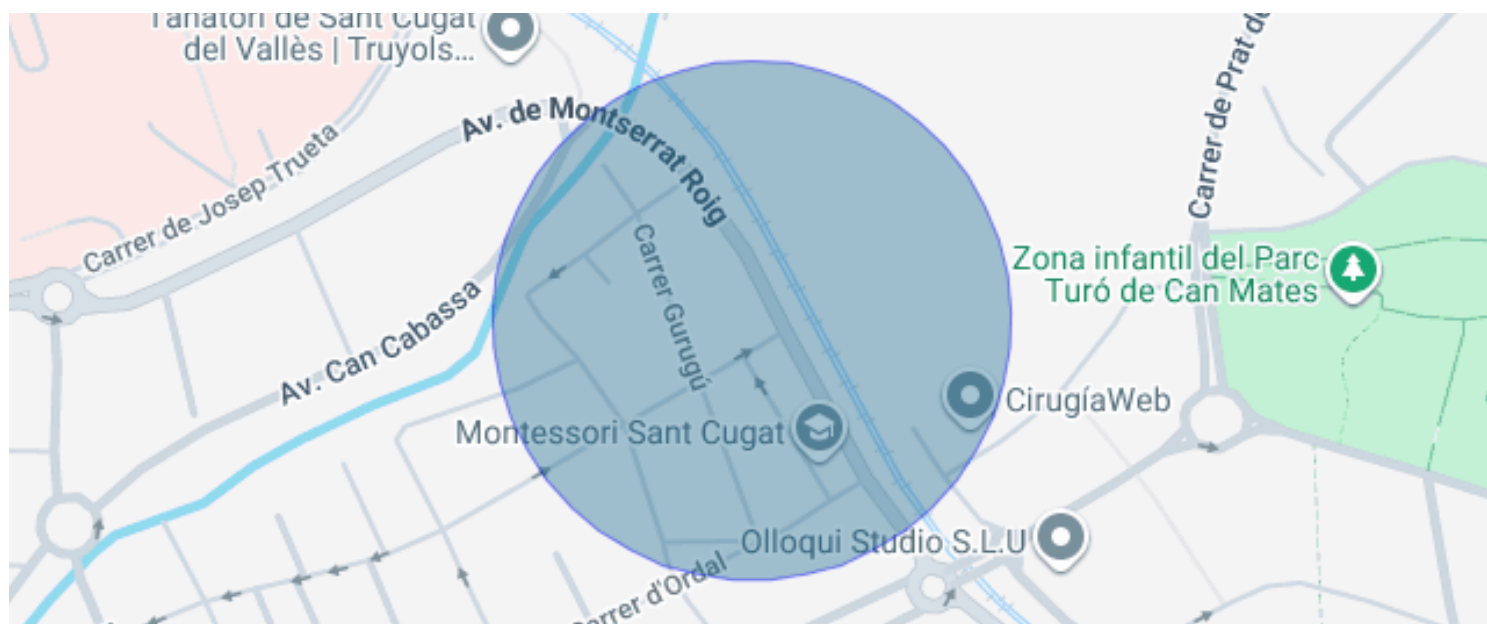 Tanatori de Sant Cugat
del Vallès | Truyols...
Av. de Montserrat Roig
Carrer de Josep Trueta
Carrer de Prat de
Carrer Gurugú
Zona infantil del Parc
Turó de Can Mates
Av. Can Cabassa
CirugíaWeb
Montessori Sant Cugat
Olloqui Studio S.L.U
Carrer d'Ordal